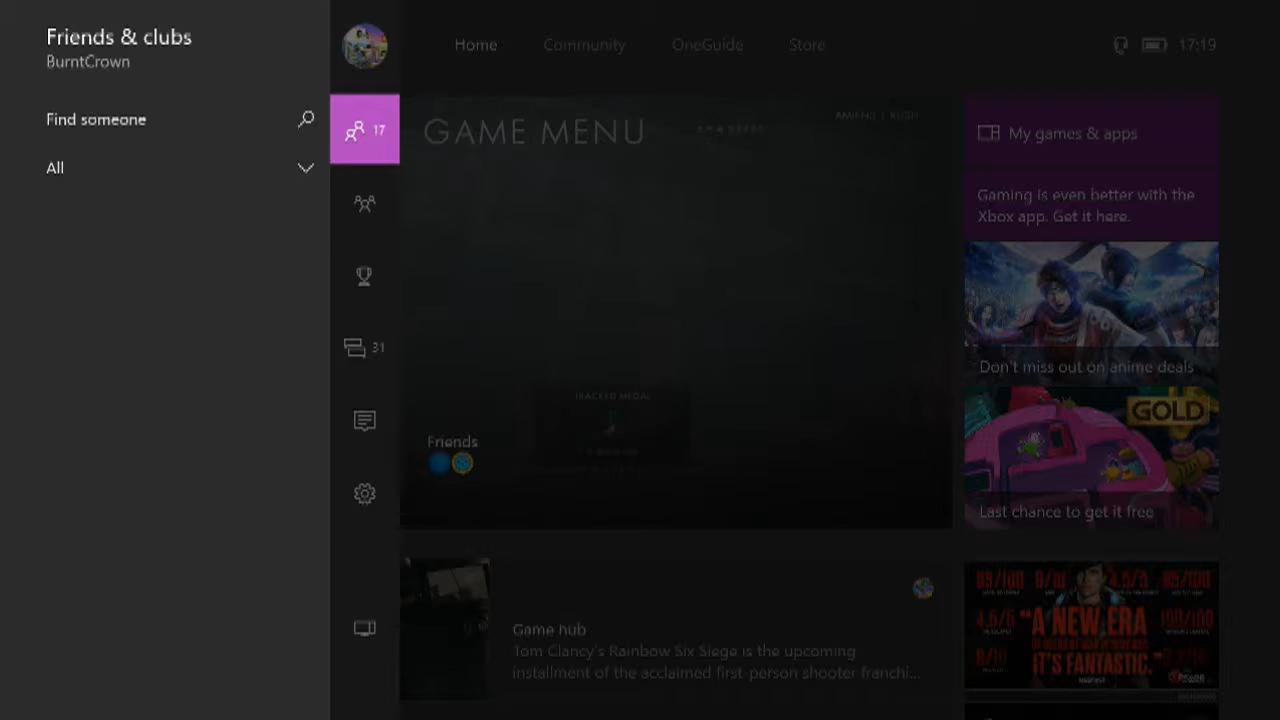 Friends & clubs
BurntCrown
Find someone
All
17
31
Home
Community
OneGuide
Store
17:19
GAME MENU
TRACKED MEDAL
Friends
My games & apps
Gaming is even better with the
Xbox app. Get it here.
Don't miss out on anime deals
GOLD
Last chance to get it free
Game hub
Tom Clancy's Rainbow Six Siege is the upcoming
installment of the acclaimed first-person shooter franchi...
"A NEW ERA
IT'S FANTASTIC."